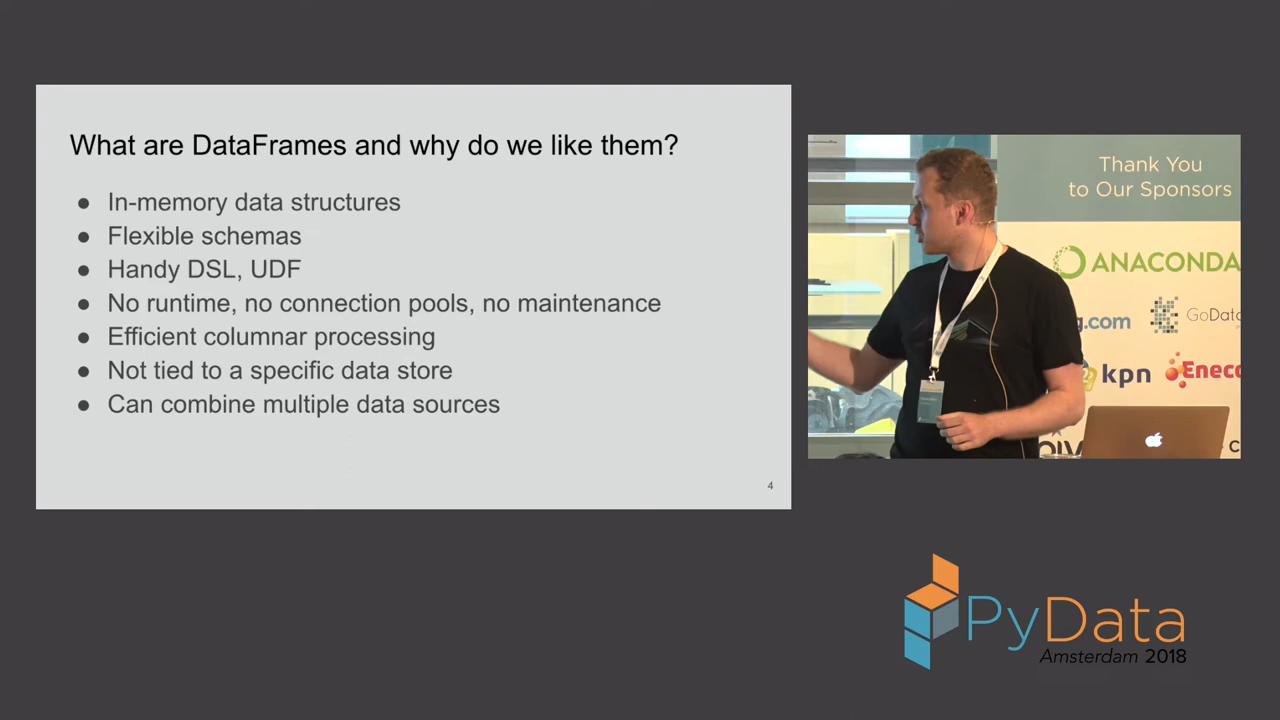 What are DataFrames and why do we like them?
● In-memory data structures
● Flexible schemas
● Handy DSL, UDF
● No runtime, no connection pools, no maintenance
● Efficient columnar processing
● Not tied to a specific data store
● Can combine multiple data sources
4
Thank You
to Our Sponsors
ANACONDA
g.com
GoData
kpn
Eneco
PyData
Amsterdam 2018